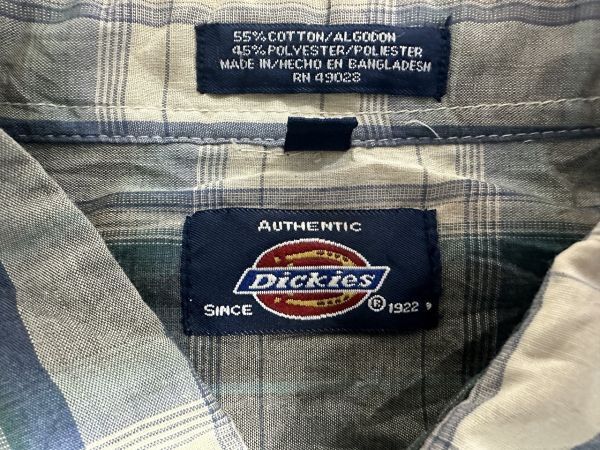 55% COTTON/ALGODON
45% POLYESTER/POLIESTER
MADE IN/HECHO EN BANGLADESH
RN 49028
AUTHENTIC
Dickies
SINCE ® 1922